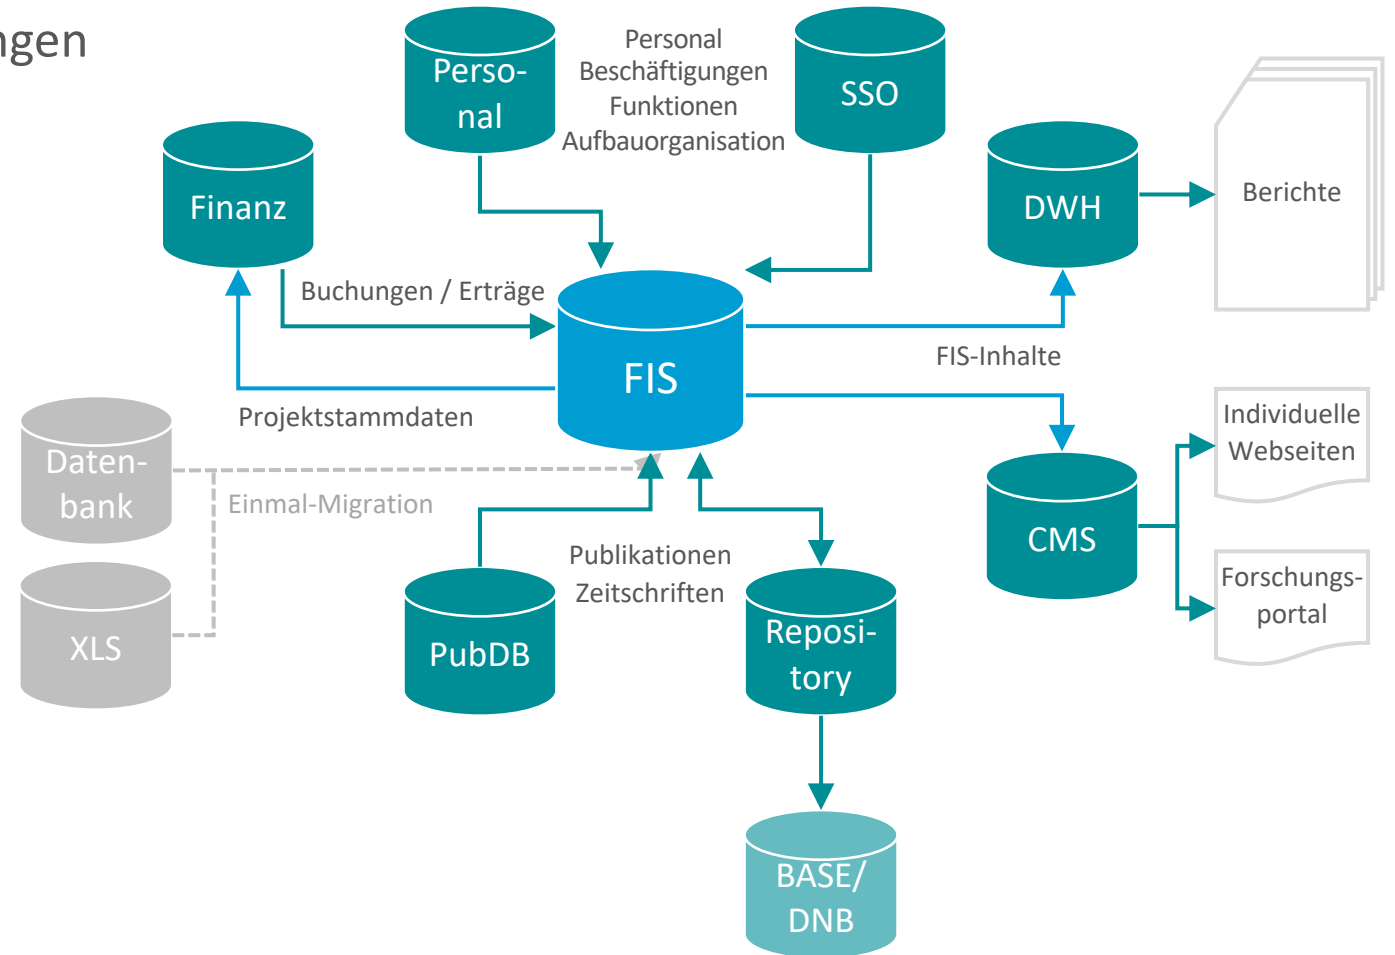 ngen
Perso-
nal
Personal
Beschäftigungen
Funktionen
Aufbauorganisation
SSO
Finanz
DWH
Berichte
Buchungen / Erträge
FIS
FIS-Inhalte
Projektstammdaten
Daten-
bank
Einmal-Migration
XLS
PubDB
Publikationen
Zeitschriften
Reposi-
tory
CMS
Individuelle
Webseiten
Forschungs-
portal
BASE/
DNB